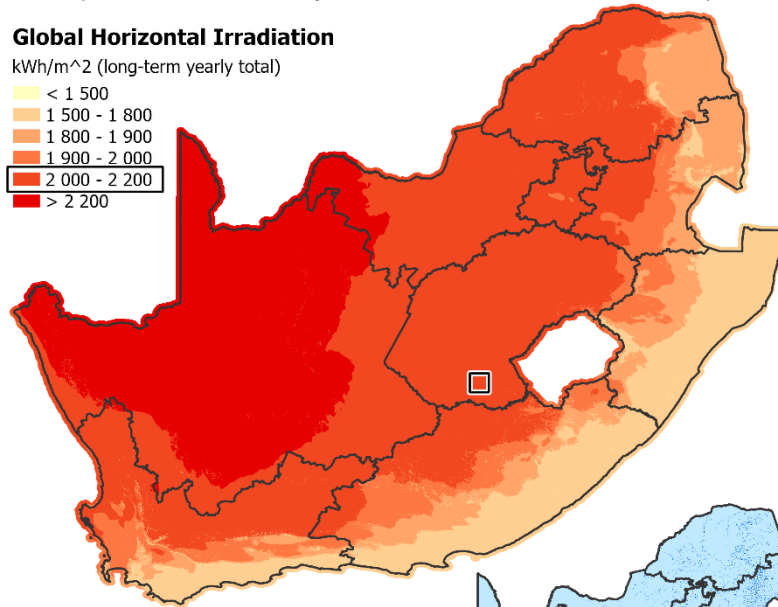 Global Horizontal Irradiation
kWh/m^2 (long-term yearly total)
< 1 500
1 500 - 1 800
1 800 - 1 900
1 900 - 2 000
2 000 - 2 200
> 2 200